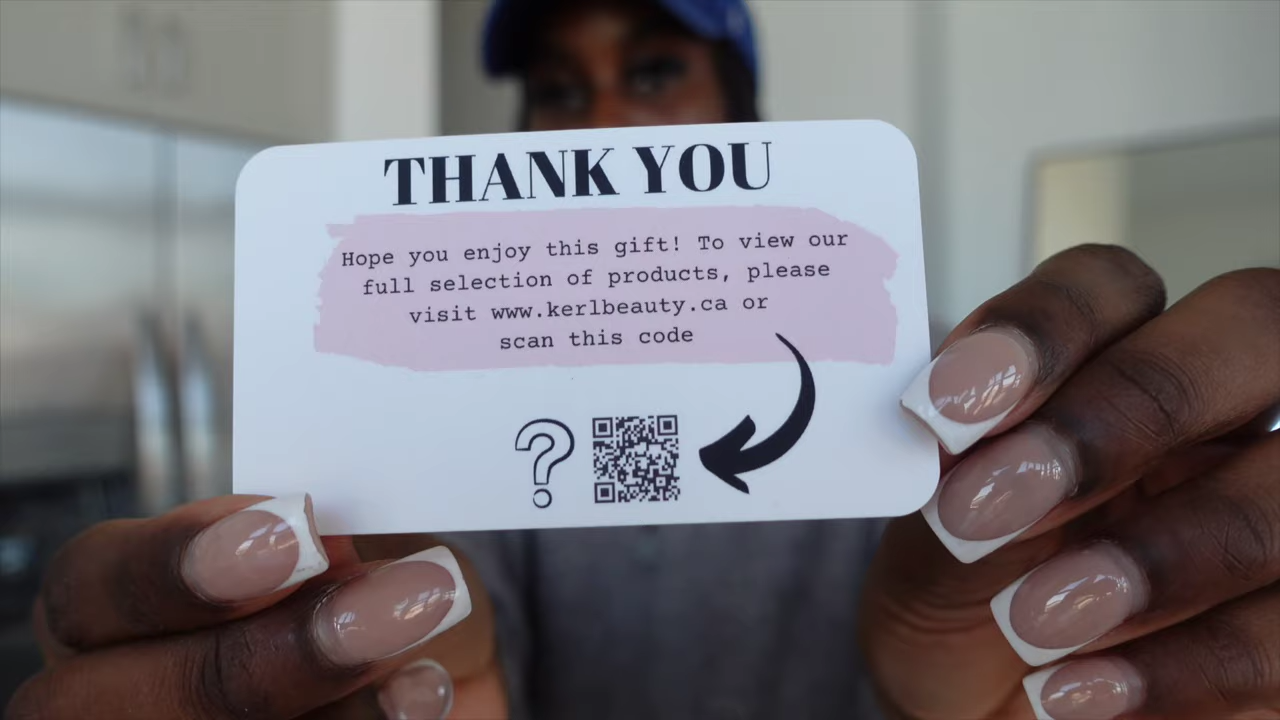 THANK YOU
Hope you enjoy this gift! To view our
full selection of products, please
visit www.kerlbeauty.ca or
scan this code
?